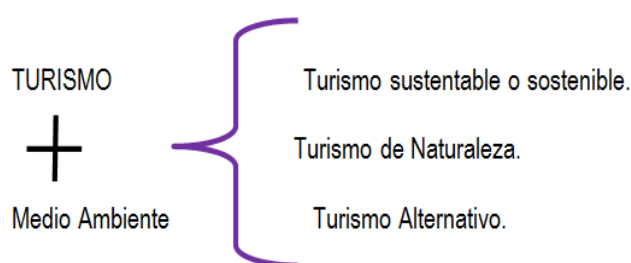 TURISMO
Turismo sustentable o sostenible.
+
Turismo de Naturaleza.
Medio Ambiente
Turismo Alternativo.